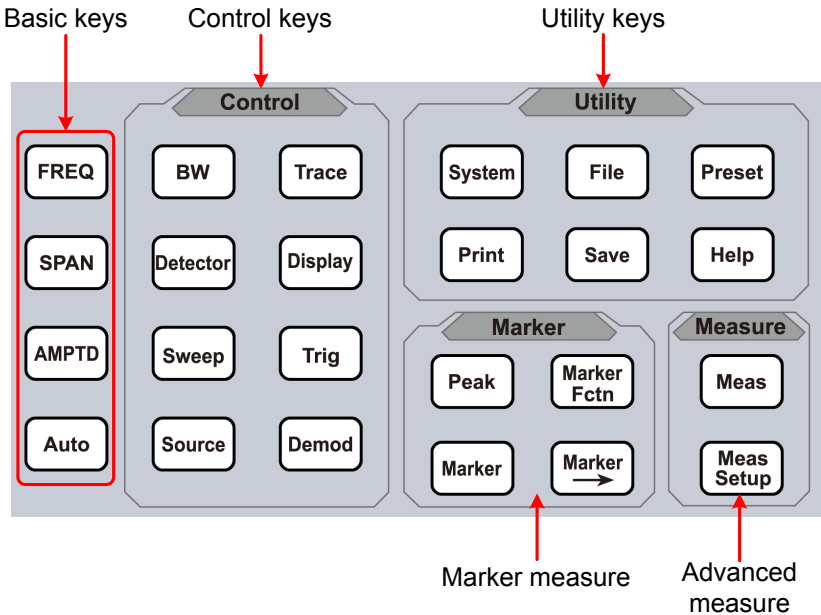 Basic keys
Control keys
Utility keys
Control
Utility
FREQ
BW
Trace
System
File
Preset
SPAN
Detector
Display
Print
Save
Help
Marker
Measure
AMPTD
Sweep
Trig
Peak
Marker
Fctn
Meas
Auto
Source
Demod
Marker
Marker
→
Meas
Setup
Marker measure
Advanced
measure